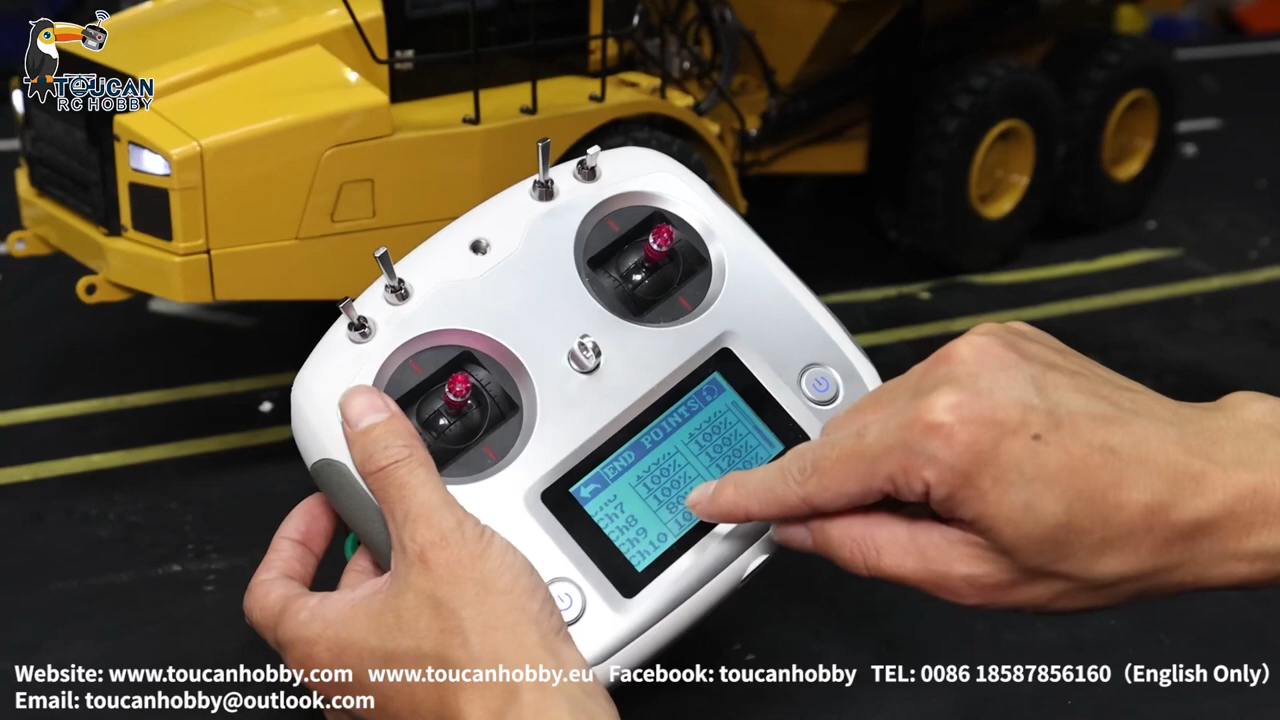 TOUCAN
RC HOBBY
END POINTS
100%
100%
120%
100%
100%
Ch7
Ch8
Ch9
Ch10
Website: www.toucanhobby.com www.toucanhobby.eu Facebook: toucanhobby TEL: 0086 18587856160（English Only）
Email: toucanhobby@outlook.com